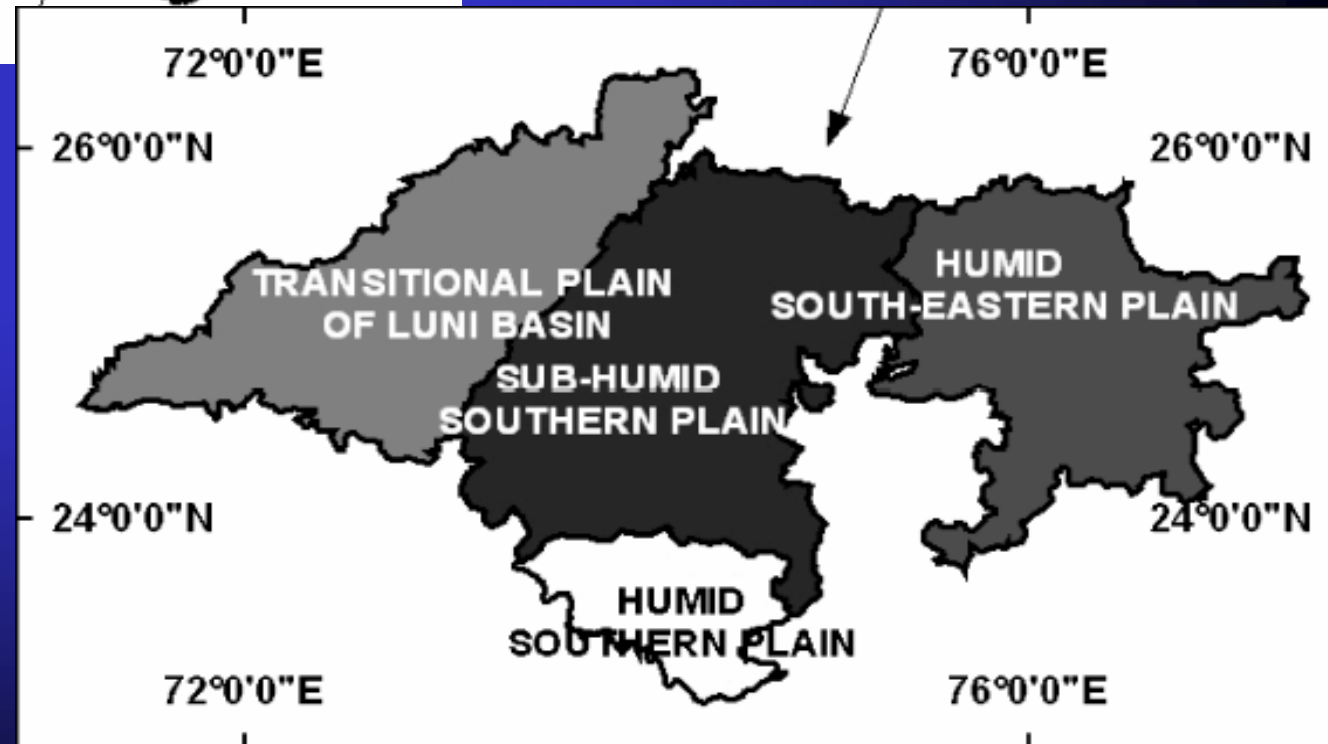 72°0'0"E
76°0'0"E
26°0'0"N
26°0'0"N
TRANSITIONAL PLAIN
OF LUNI BASIN
HUMID
SOUTH-EASTERN PLAIN
SUB-HUMID
SOUTHERN PLAIN
24°0'0"N
24°0'0"N
HUMID
SOUTHERN PLAIN
72°0'0"E
76°0'0"E